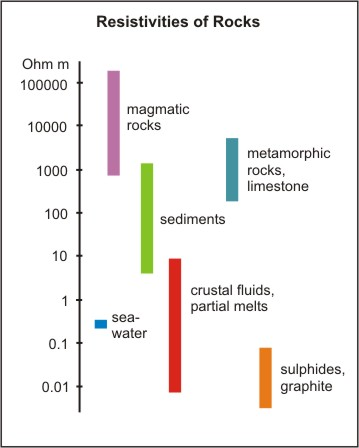 Resistivities of Rocks
Ohm m
100000
10000
1000
100
10
1
0.1
0.01
magmatic
rocks
metamorphic
rocks,
limestone
sediments
crustal fluids,
partial melts
sea-
water
sulphides,
graphite